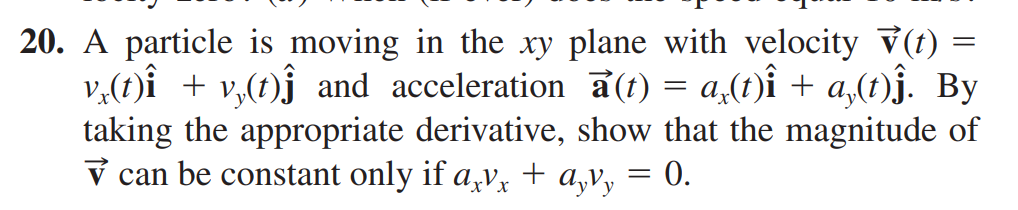 20. A particle is moving in the xy plane with velocity v⃗(t) =
vₓ(t)î + v_y(t)ĵ and acceleration a⃗(t) = aₓ(t)î + a_y(t)ĵ. By
taking the appropriate derivative, show that the magnitude of
v⃗ can be constant only if aₓvₓ + a_yv_y = 0.